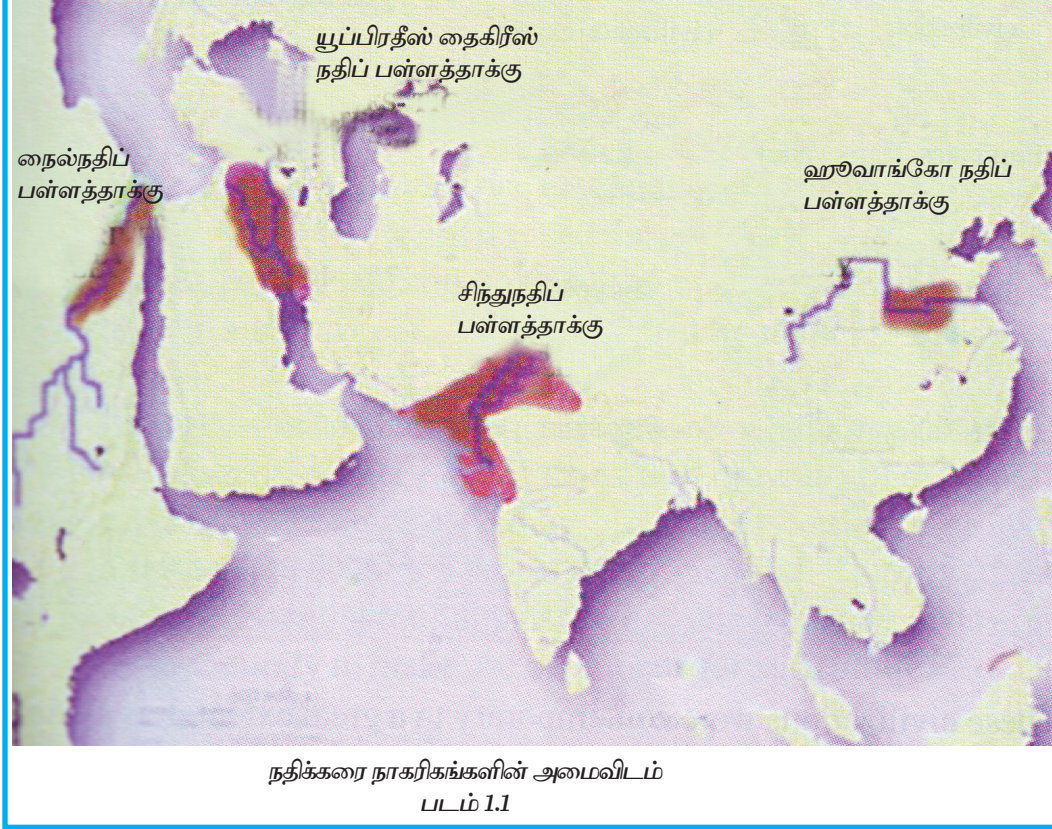 யூப்பிரதீஸ் தைகிரீஸ்
நதிப் பள்ளத்தாக்கு
நைல்நதிப்
பள்ளத்தாக்கு
ஹூவாங்கோ நதிப்
பள்ளத்தாக்கு
சிந்துநதிப்
பள்ளத்தாக்கு
நதிக்கரை நாகரிகங்களின் அமைவிடம்
படம் 1.1